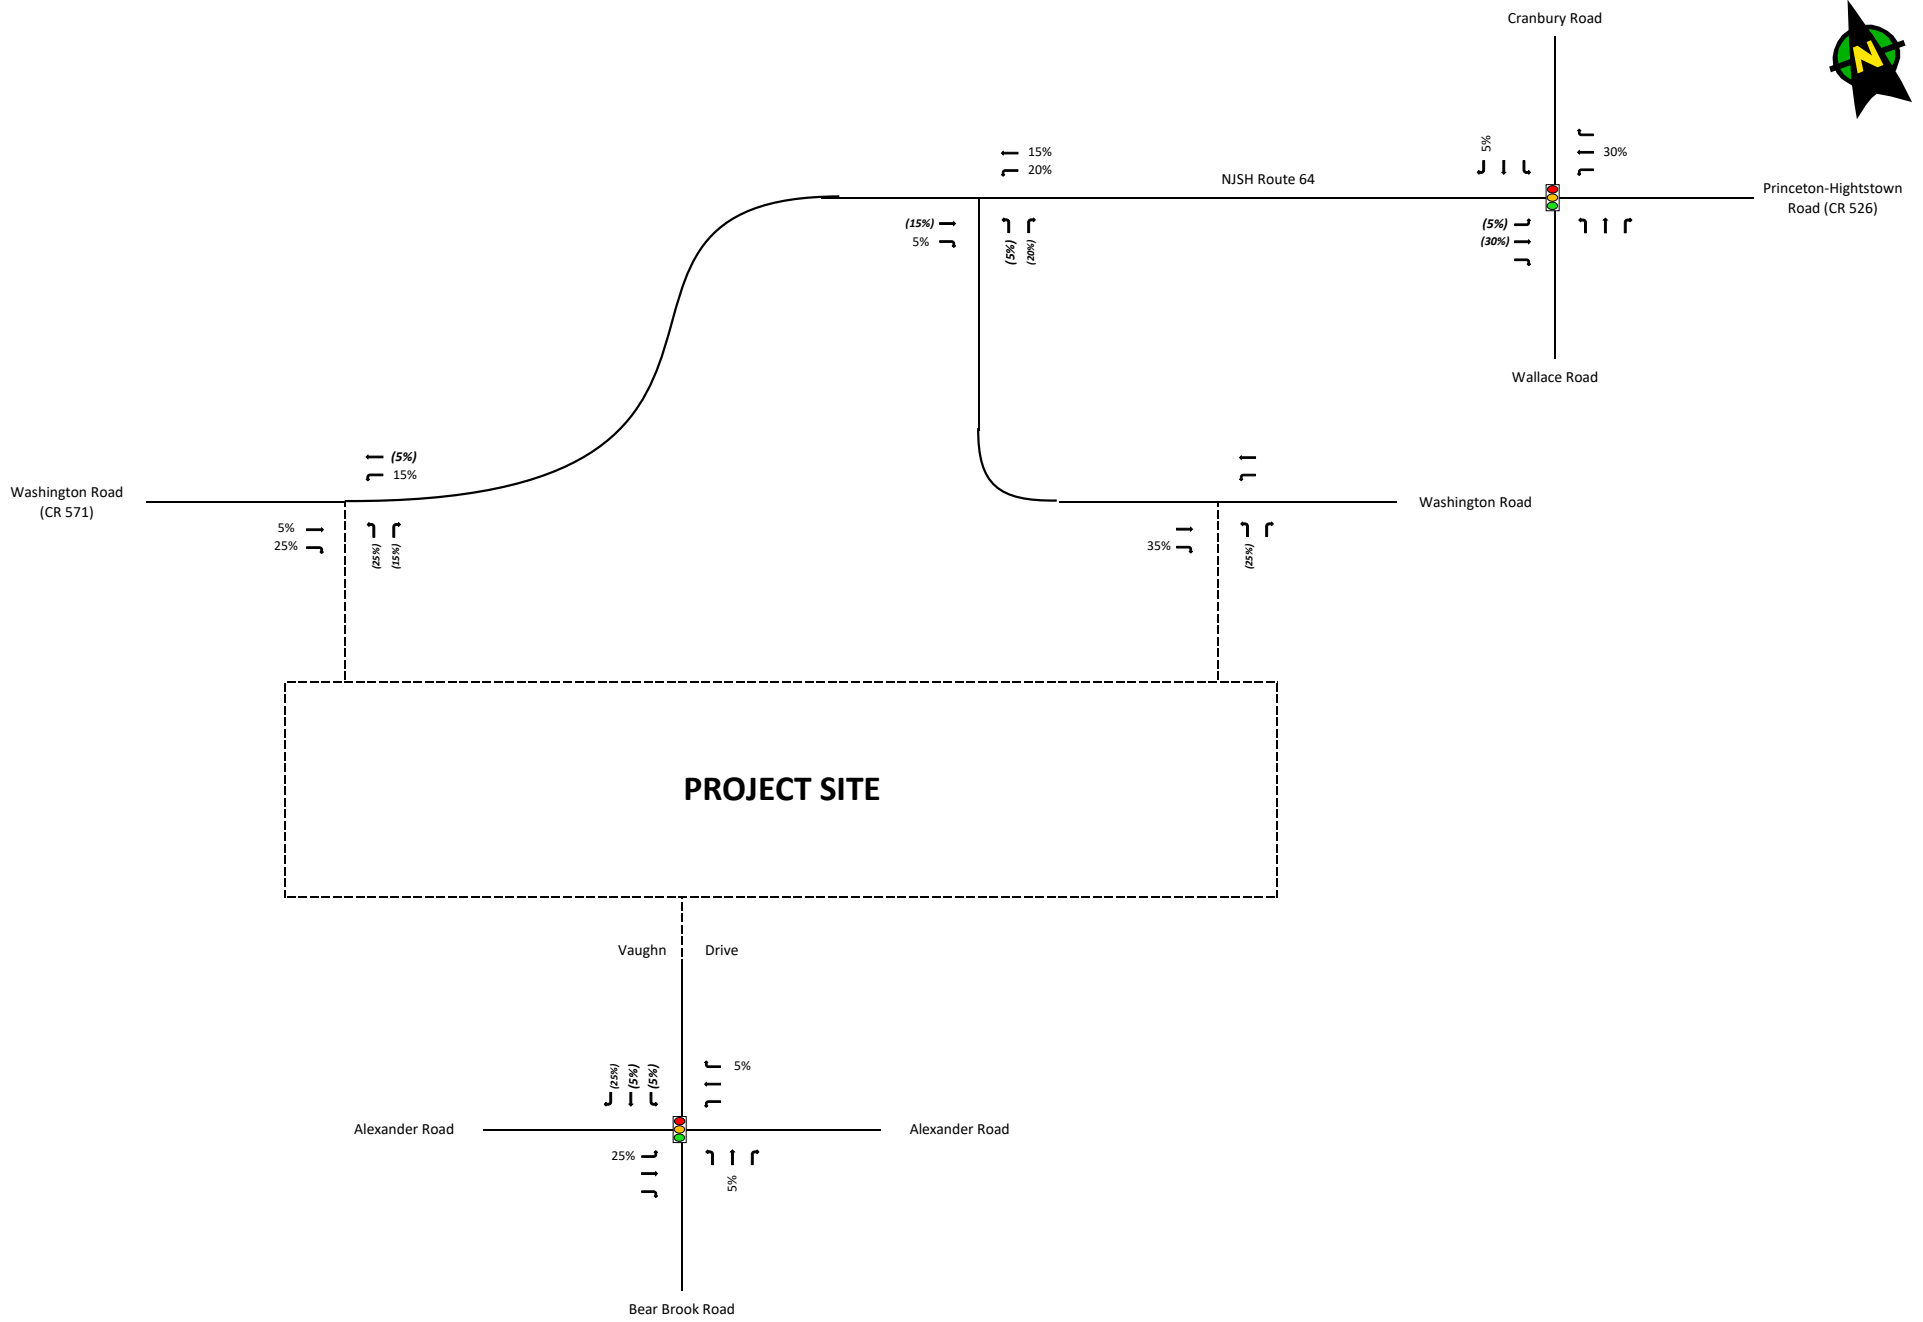 Cranbury Road
N
5%
30%
15%
20%
NJSH Route 64
Princeton-Hightstown
Road (CR 526)
(15%)
5%
(5%)
(20%)
(5%)
(30%)
Wallace Road
(5%)
15%
Washington Road
(CR 571)
5%
25%
(25%)
(15%)
Washington Road
35%
(25%)
PROJECT SITE
Vaughn Drive
(25%)
(5%)
(5%)
5%
Alexander Road
Alexander Road
25%
5%
Bear Brook Road